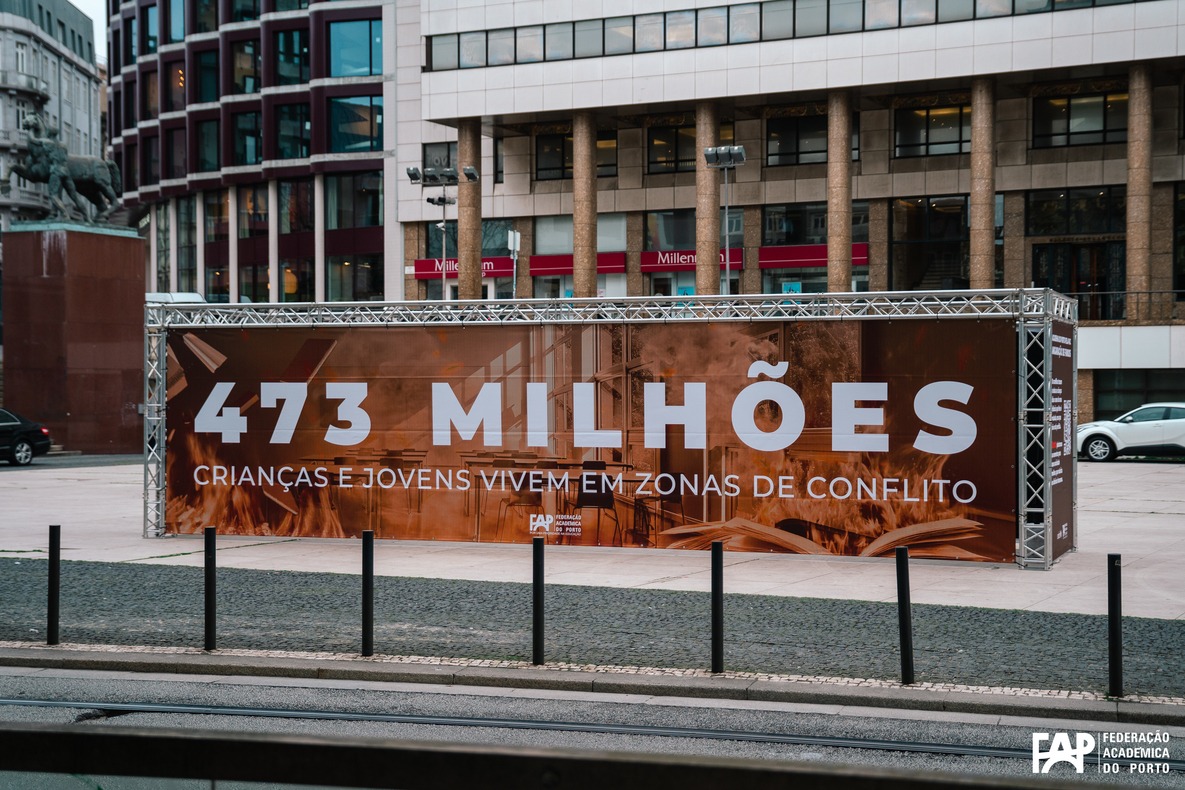 Millennium
Millennium
473 MILHÕES
CRIANÇAS E JOVENS VIVEM EM ZONAS DE CONFLITO
FAP FEDERAÇÃO
ACADÉMICA
DO PORTO
FAP FEDERAÇÃO
ACADÉMICA
DO PORTO